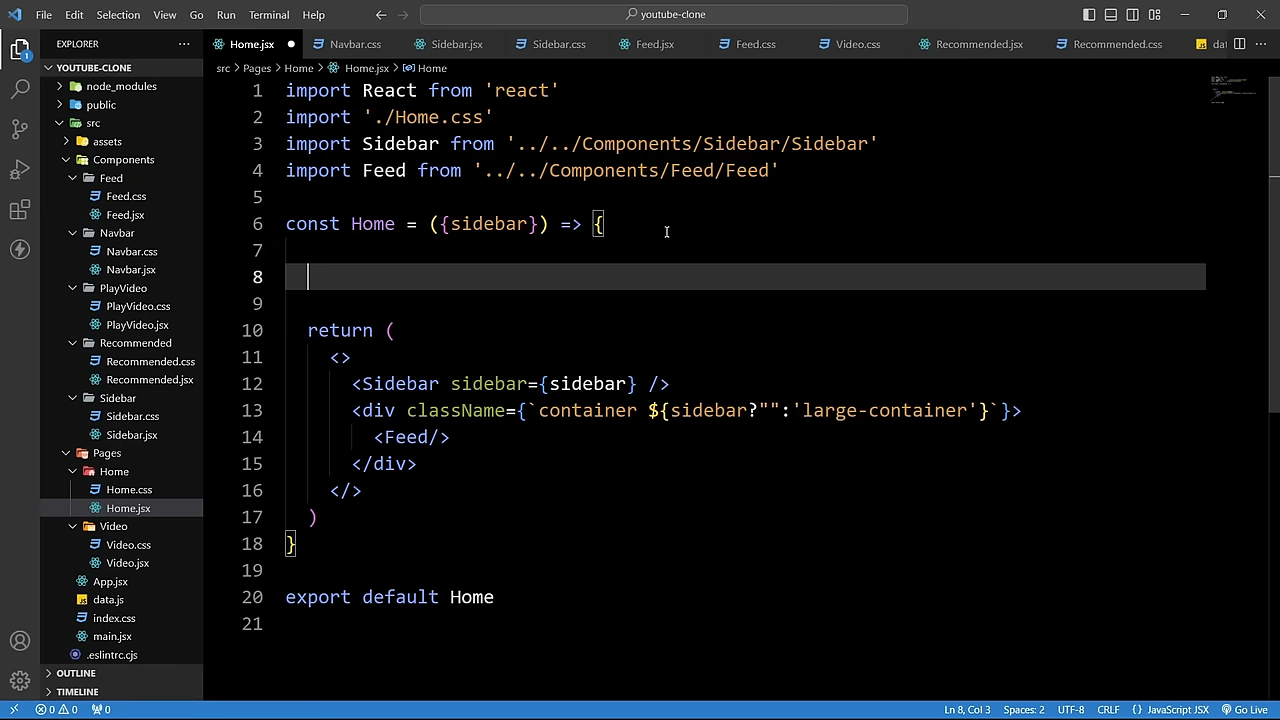 File Edit Selection View Go Run Terminal Help
youtube-clone
EXPLORER
Home.jsx
Navbar.css
Sidebar.jsx
Sidebar.css
Feed.jsx
Feed.css
Video.css
Recommended.jsx
Recommended.css
dat
YOUTUBE-CLONE
src > Pages > Home > Home.jsx > Home
node_modules
public
src
assets
Components
Feed
Feed.css
Feed.jsx
Navbar
Navbar.css
Navbar.jsx
PlayVideo
PlayVideo.css
PlayVideo.jsx
Recommended
Recommended.css
Recommended.jsx
Sidebar
Sidebar.css
Sidebar.jsx
Pages
Home
Home.css
Home.jsx
Video
Video.css
Video.jsx
App.jsx
data.js
index.css
main.jsx
.eslintrc.cjs
OUTLINE
TIMELINE
1 import React from 'react'
2 import './Home.css'
3 import Sidebar from '../../Components/Sidebar/Sidebar'
4 import Feed from '../../Components/Feed/Feed'
5
6 const Home = ({sidebar}) => {
7
8
9
10 return (
11 <>
12 <Sidebar sidebar={sidebar} />
13 <div className={`container ${sidebar?"":'large-container'}`}>
14 <Feed/>
15 </div>
16 </>
17 )
18 }
19
20 export default Home
21
1
0 0 0
Ln 8, Col 3 Spaces: 2 UTF-8 CRLF {} JavaScript JSX Go Live